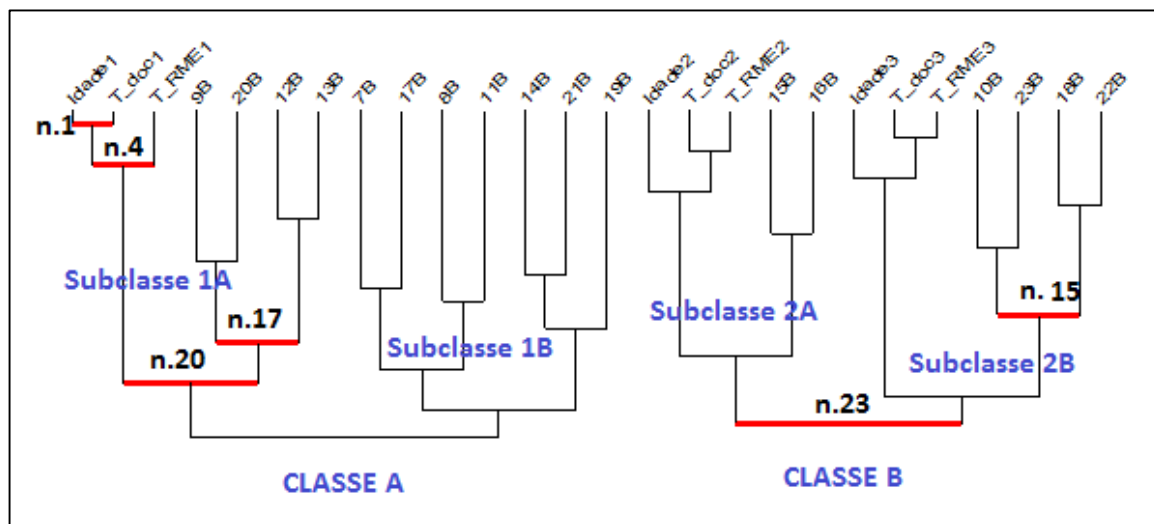 Idade1
T_doc1
T_RME1
9B
20B
12B
13B
7B
17B
8B
11B
14B
21B
19B
Idade2
T_doc2
T_RME2
15B
16B
Idade3
T_doc3
T_RME3
10B
23B
18B
22B
n.1
n.4
Subclasse 1A
n.17
n.20
Subclasse 1B
Subclasse 2A
n. 15
Subclasse 2B
n.23
CLASSE A
CLASSE B